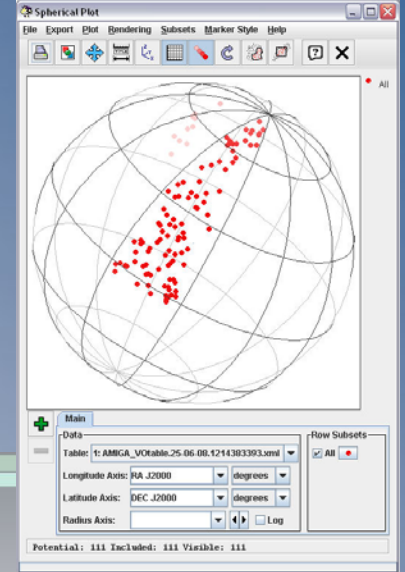 Spherical Plot
File Export Plot Rendering Subsets Marker Style Help
All
Main
Data
Row Subsets
Table: 1: AMIGA_VOtable.25-06-08.1214383393.xml
All
Longitude Axis: RA J2000 degrees
Latitude Axis: DEC J2000 degrees
Radius Axis: Log
Potential: 111 Included: 111 Visible: 111